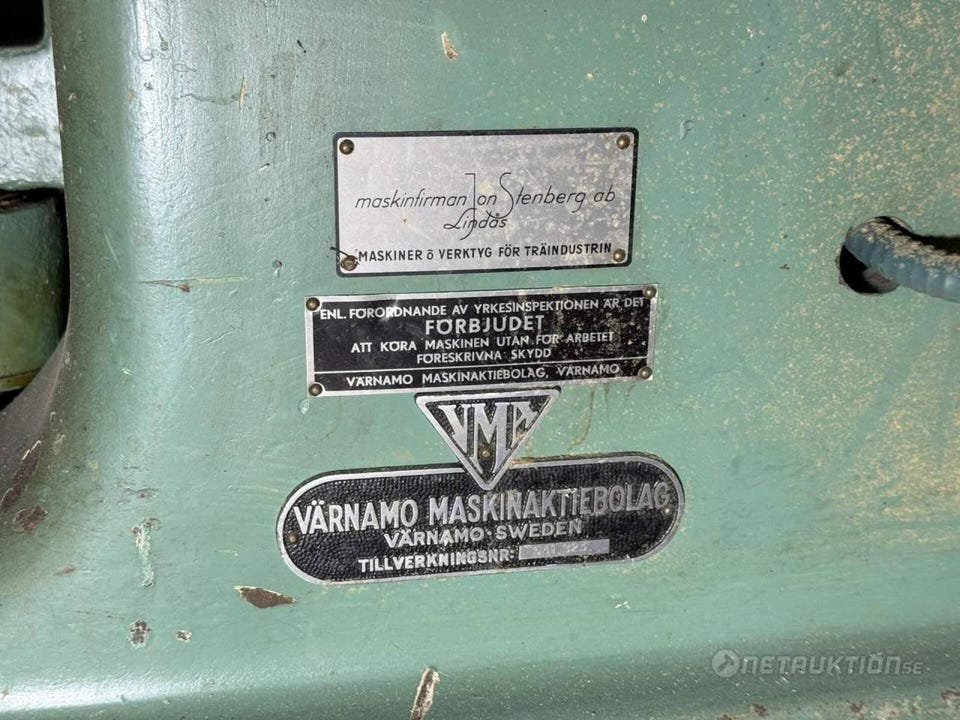 maskinfirman Jon Stenberg ab
Lindås
MASKINER ō VERKTYG FÖR TRÄINDUSTRIN
ENL. FÖRORDNANDE AV YRKESINSPEKTIONEN ÄR DET
FÖRBJUDET
ATT KÖRA MASKINEN UTAN FÖR ARBETET
FÖRESKRIVNA SKYDD
VÄRNAMO MASKINAKTIEBOLAG, VÄRNAMO
VMA
VÄRNAMO MASKINAKTIEBOLAG
VÄRNAMO·SWEDEN
TILLVERKNINGSNR:
NETAUKTION.SE